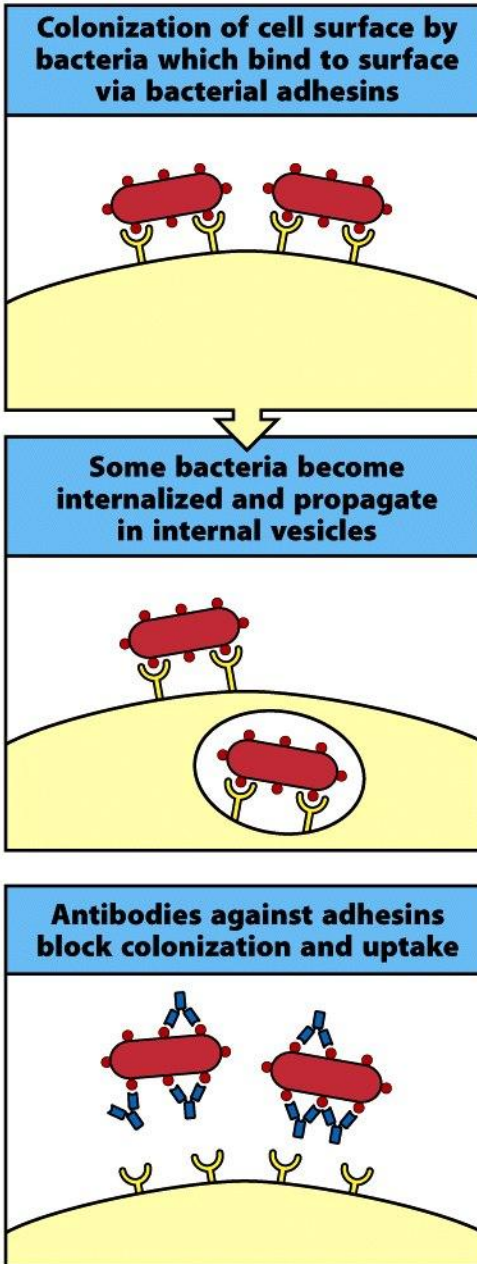 Colonization of cell surface by
bacteria which bind to surface
via bacterial adhesins
Some bacteria become
internalized and propagate
in internal vesicles
Antibodies against adhesins
block colonization and uptake